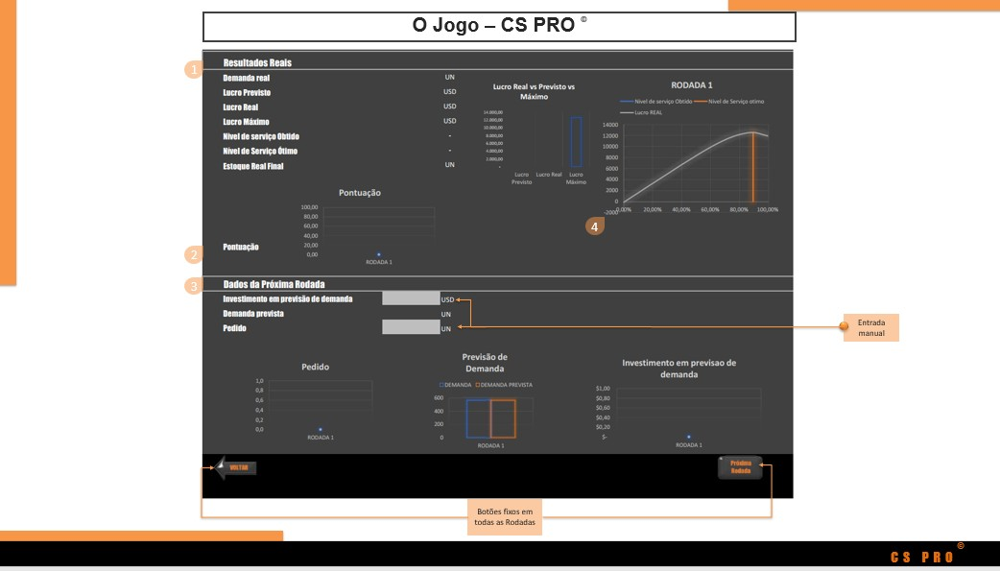 O Jogo – CS PRO ©
1
Resultados Reais
Demanda real UN
Lucro Previsto USD
Lucro Real USD
Lucro Máximo USD
Nível de serviço Obtido -
Nível de Serviço Ótimo -
Estoque Real Final UN
Lucro Real vs Previsto vs
Máximo
14.000,00
12.000,00
10.000,00
8.000,00
6.000,00
4.000,00
2.000,00
-
Lucro
Previsto
Lucro Real
Lucro
Máximo
RODADA 1
Nivel de serviço Obtido
Nivel de Serviço otimo
Lucro REAL
14000
12000
10000
8000
6000
4000
2000
0
-2000
0,00% 20,00% 40,00% 60,00% 80,00% 100,00%
4
Pontuação
100,00
80,00
60,00
40,00
20,00
0,00
RODADA 1
2
Pontuação
3
Dados da Próxima Rodada
Investimento em previsão de demanda USD
Demanda prevista UN
Pedido UN
Entrada
manual
Pedido
1,0
0,8
0,6
0,4
0,2
0,0
RODADA 1
Previsão de
Demanda
DEMANDA DEMANDA PREVISTA
600
400
200
0
RODADA 1
Investimento em previsao de
demanda
$1,00
$0,80
$0,60
$0,40
$0,20
$-
RODADA 1
VOLTAR
Próxima
Rodada
Botões fixos em
todas as Rodadas
CS PRO ©